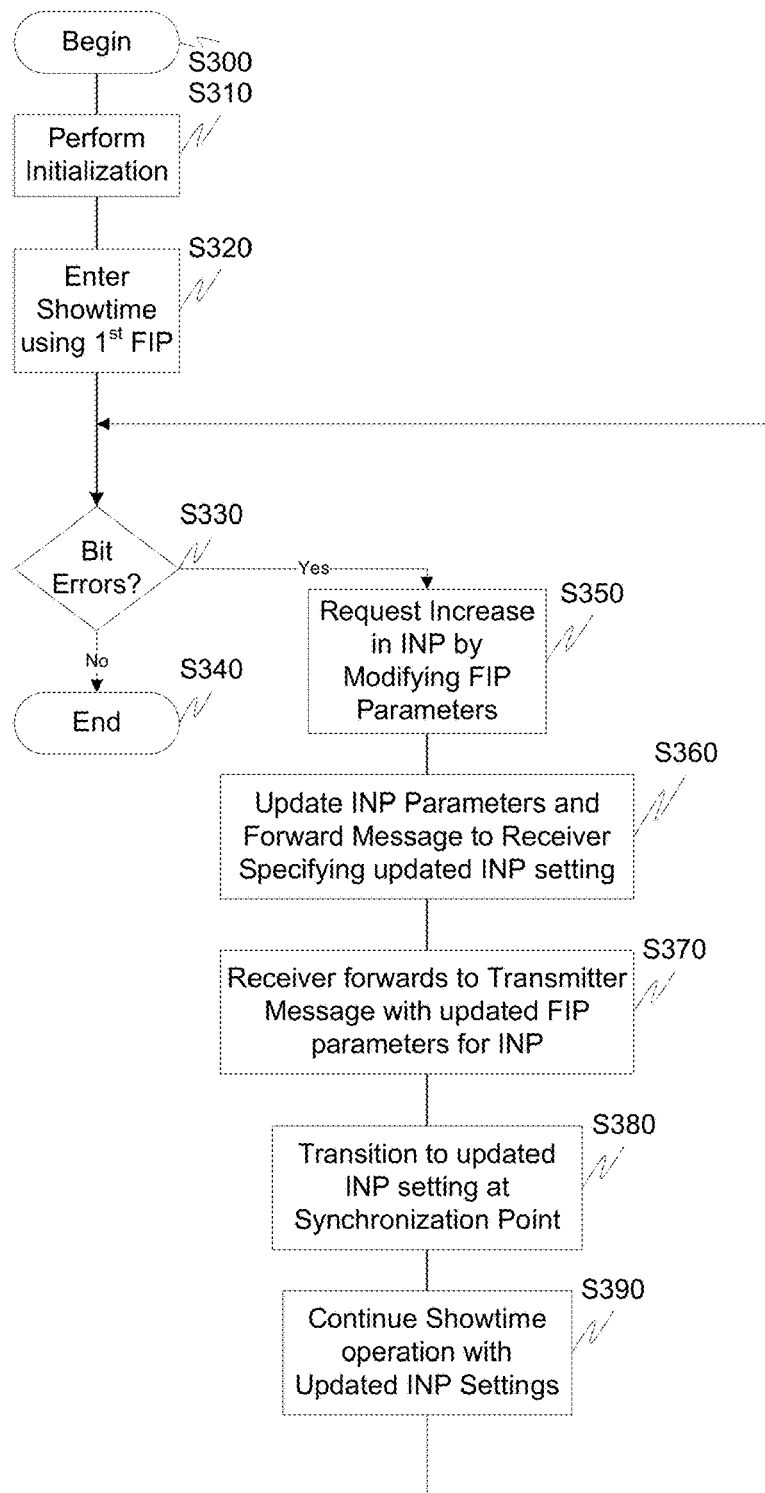 Begin
S300
S310
Perform
Initialization
S320
Enter
Showtime
using 1st FIP
S330
Bit
Errors?
Yes
No
S340
End
S350
Request Increase
in INP by
Modifying FIP
Parameters
S360
Update INP Parameters and
Forward Message to Receiver
Specifying updated INP setting
S370
Receiver forwards to Transmitter
Message with updated FIP
parameters for INP
S380
Transition to updated
INP setting at
Synchronization Point
S390
Continue Showtime
operation with
Updated INP Settings